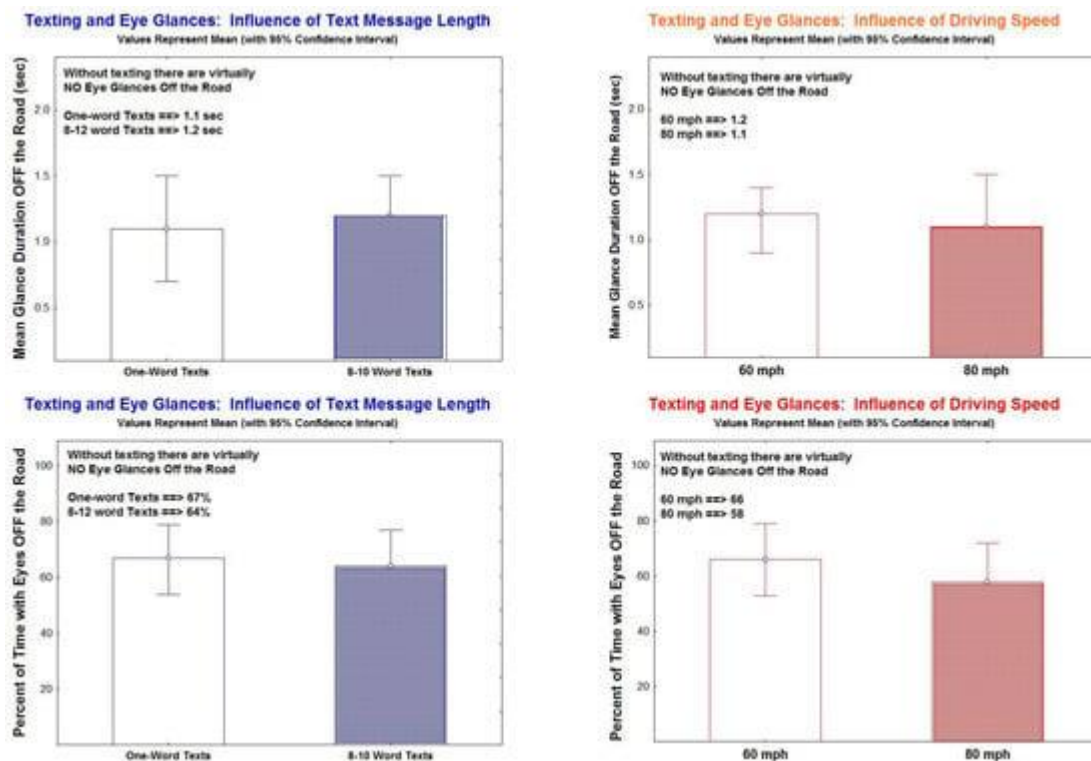 Texting and Eye Glances: Influence of Text Message Length
Values Represent Mean (with 95% Confidence Interval)
Mean Glance Duration OFF the Road (sec)
Without texting there are virtually
NO Eye Glances Off the Road
One-word Texts ==> 1.1 sec
8-12 word Texts ==> 1.2 sec
2.0
1.5
1.0
0.5
One-Word Texts
8-10 Word Texts
Texting and Eye Glances: Influence of Driving Speed
Values Represent Mean (with 95% Confidence Interval)
Mean Glance Duration OFF the Road (sec)
Without texting there are virtually
NO Eye Glances Off the Road
60 mph ==> 1.2
80 mph ==> 1.1
2.0
1.5
1.0
0.5
60 mph
80 mph
Texting and Eye Glances: Influence of Text Message Length
Values Represent Mean (with 95% Confidence Interval)
Percent of Time with Eyes OFF the Road
Without texting there are virtually
NO Eye Glances Off the Road
One-word Texts ==> 67%
8-12 word Texts ==> 64%
100
80
60
40
20
One-Word Texts
8-10 Word Texts
Texting and Eye Glances: Influence of Driving Speed
Values Represent Mean (with 95% Confidence Interval)
Percent of Time with Eyes OFF the Road
Without texting there are virtually
NO Eye Glances Off the Road
60 mph ==> 66
80 mph ==> 58
100
80
60
40
20
60 mph
80 mph